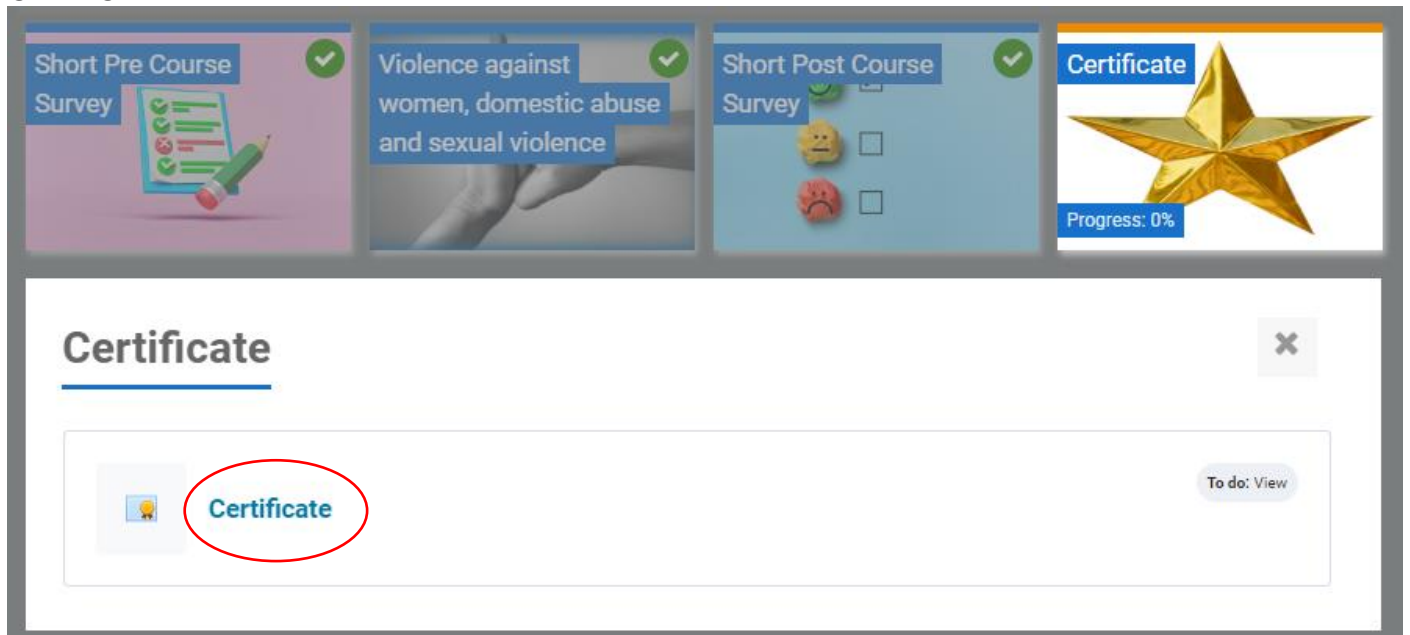 Short Pre Course
Survey
Violence against
women, domestic abuse
and sexual violence
Short Post Course
Survey
Certificate
Progress: 0%
Certificate
Certificate
To do: View